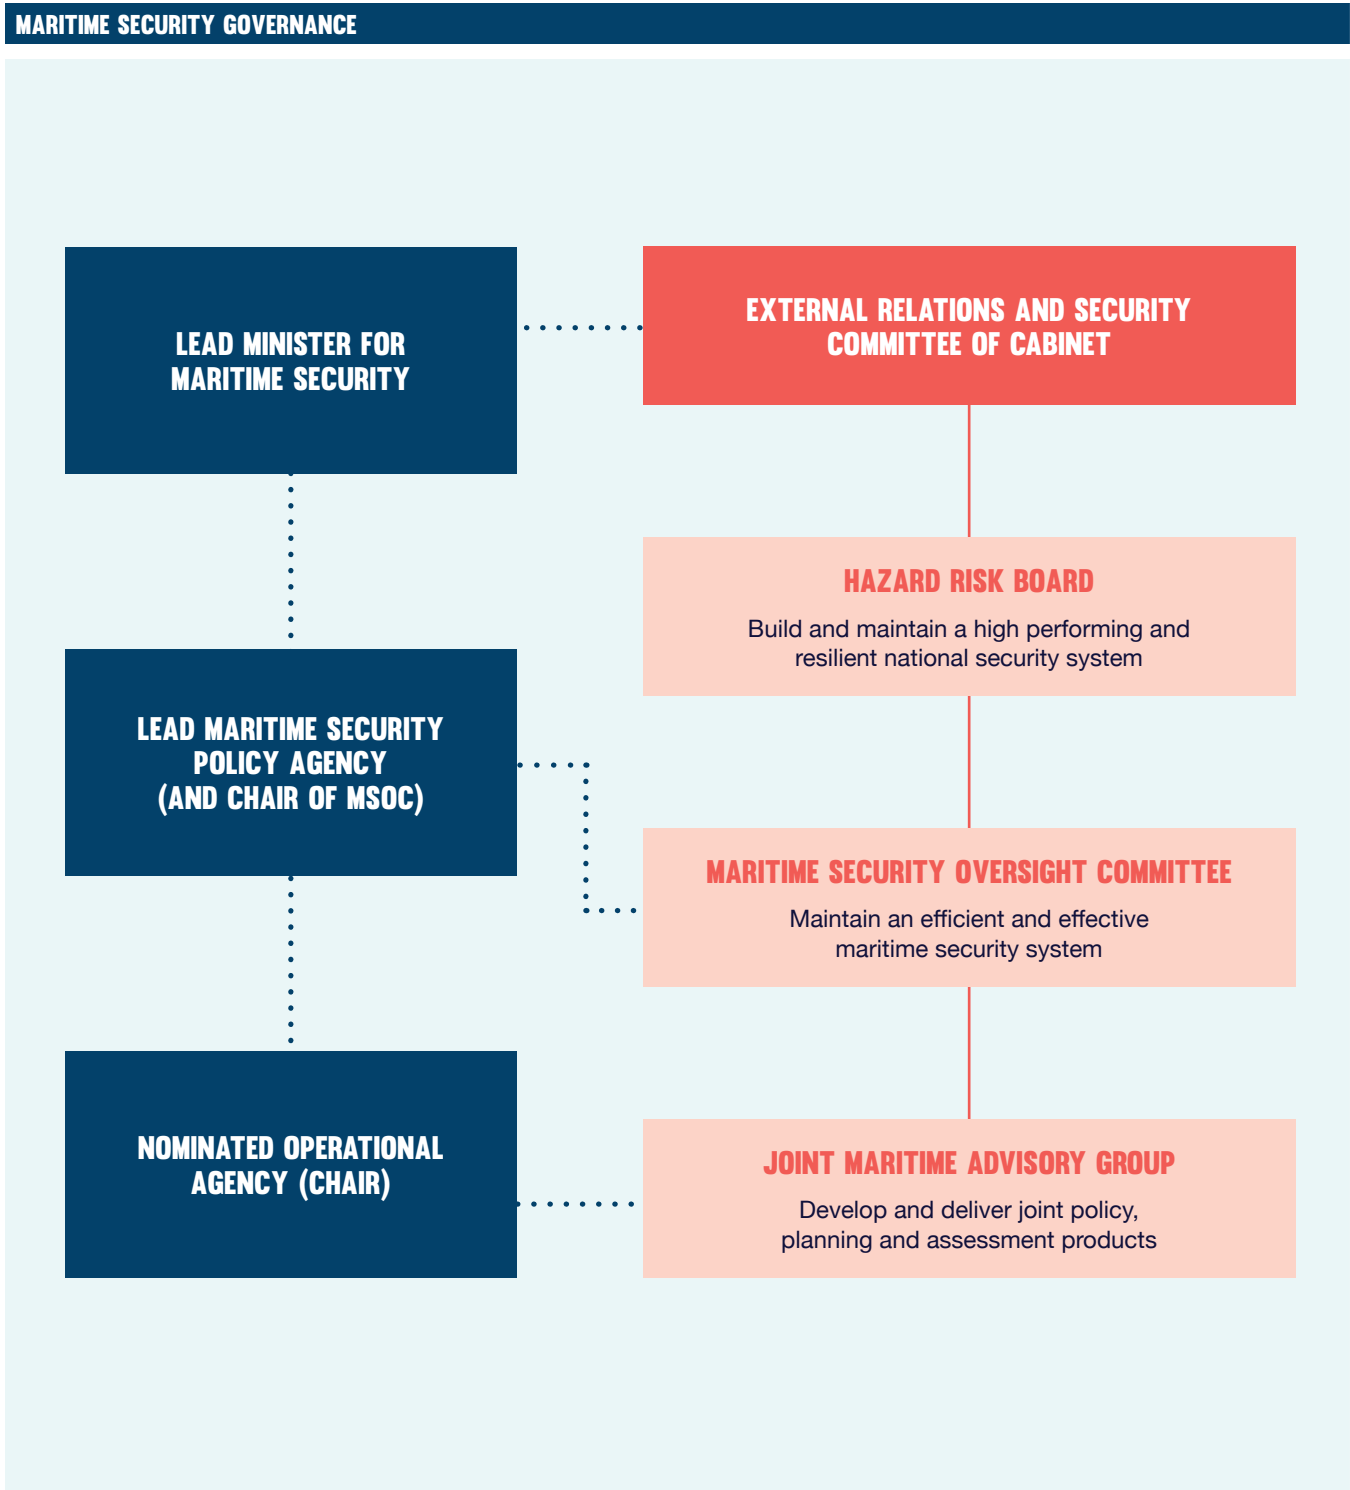 MARITIME SECURITY GOVERNANCE
LEAD MINISTER FOR
MARITIME SECURITY
EXTERNAL RELATIONS AND SECURITY
COMMITTEE OF CABINET
HAZARD RISK BOARD
Build and maintain a high performing and
resilient national security system
LEAD MARITIME SECURITY
POLICY AGENCY
(AND CHAIR OF MSOC)
MARITIME SECURITY OVERSIGHT COMMITTEE
Maintain an efficient and effective
maritime security system
NOMINATED OPERATIONAL
AGENCY (CHAIR)
JOINT MARITIME ADVISORY GROUP
Develop and deliver joint policy,
planning and assessment products